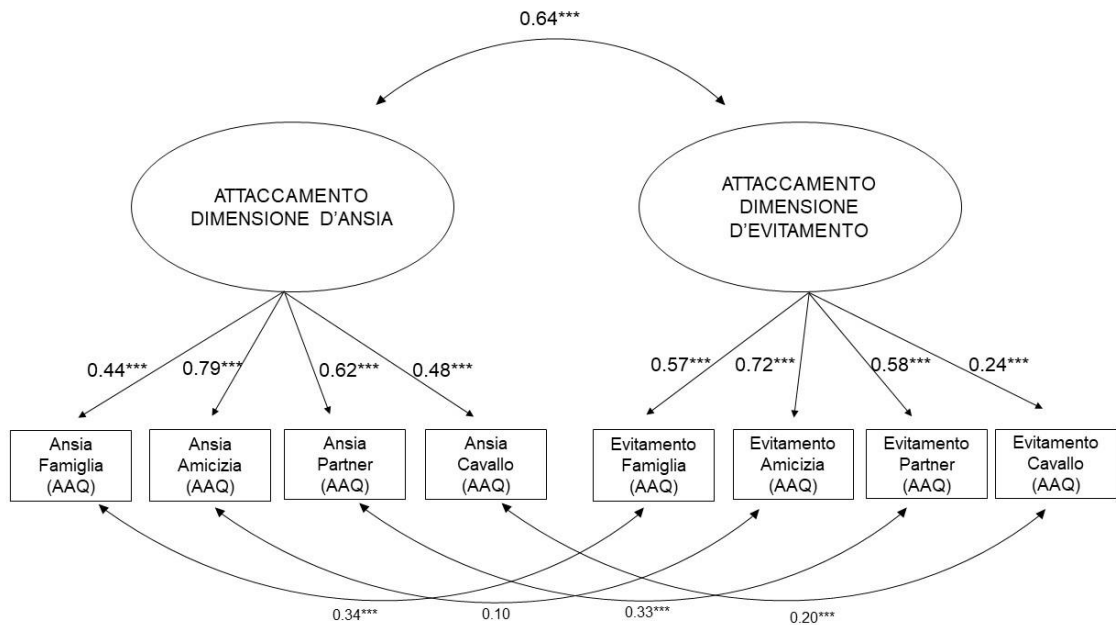 0.64***
ATTACCAMENTO
DIMENSIONE D'ANSIA
ATTACCAMENTO
DIMENSIONE
D'EVITAMENTO
0.44***
0.79***
0.62***
0.48***
0.57***
0.72***
0.58***
0.24***
Ansia
Famiglia
(AAQ)
Ansia
Amicizia
(AAQ)
Ansia
Partner
(AAQ)
Ansia
Cavallo
(AAQ)
Evitamento
Famiglia
(AAQ)
Evitamento
Amicizia
(AAQ)
Evitamento
Partner
(AAQ)
Evitamento
Cavallo
(AAQ)
0.34***
0.10
0.33***
0.20***